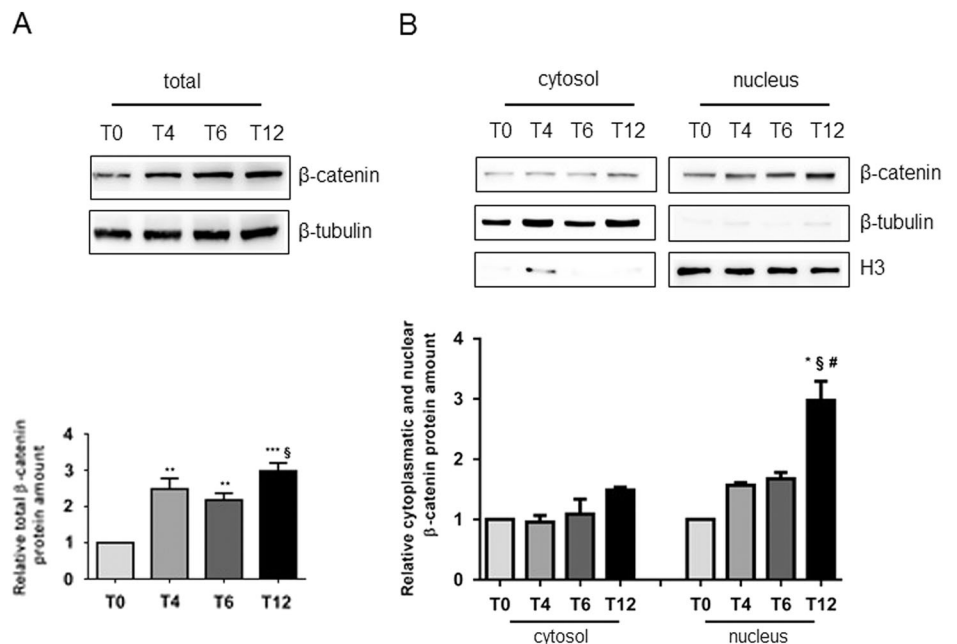 A
total
T0 T4 T6 T12
β-catenin
β-tubulin
Relative total β-catenin
protein amount
4
3
2
1
0
** ** *** §
T0 T4 T6 T12
B
cytosol nucleus
T0 T4 T6 T12 T0 T4 T6 T12
β-catenin
β-tubulin
H3
Relative cytoplasmatic and nuclear
β-catenin protein amount
4
3
2
1
0
* § #
T0 T4 T6 T12 T0 T4 T6 T12
cytosol nucleus